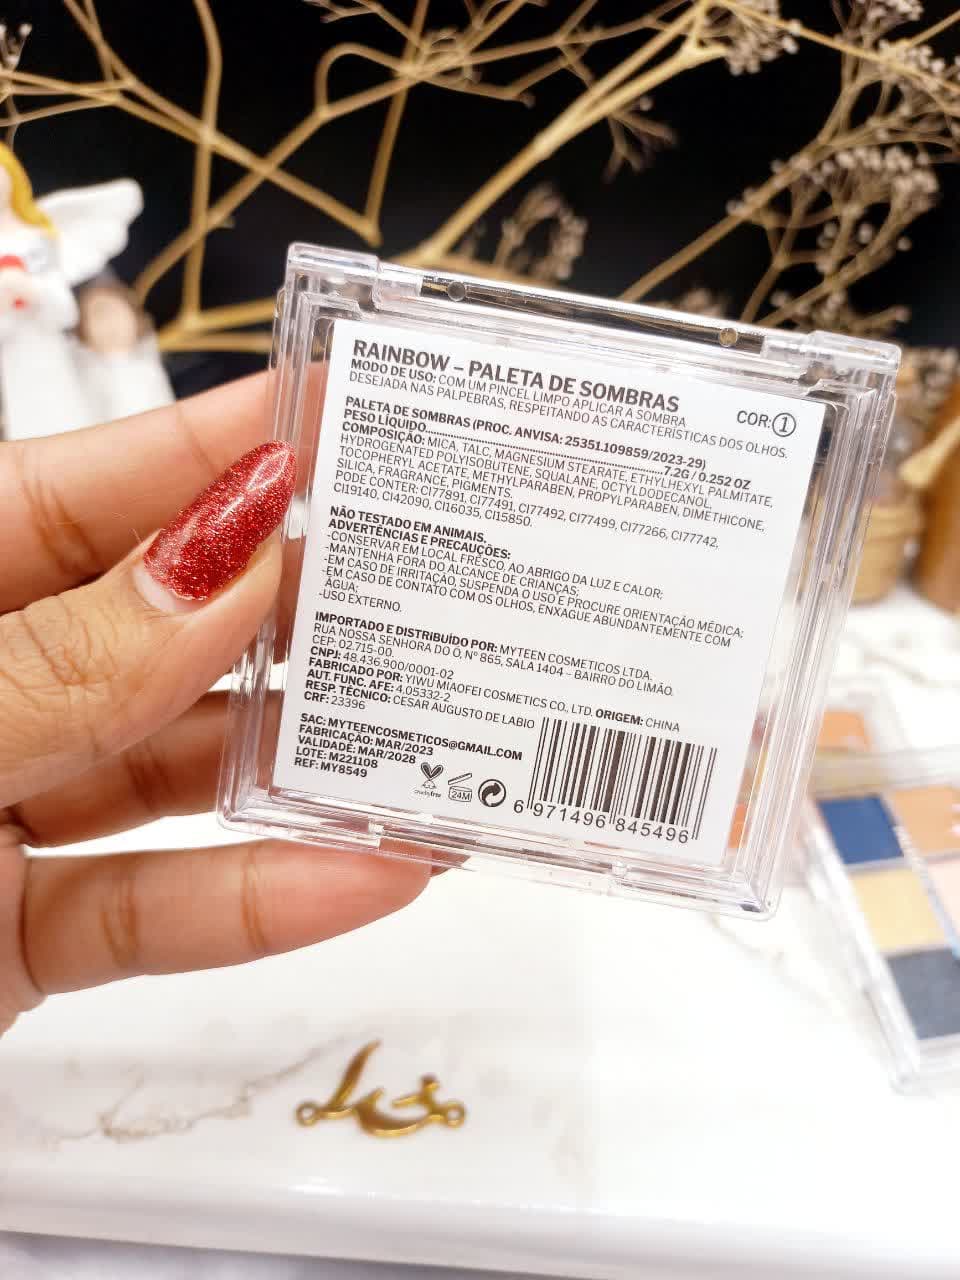 RAINBOW – PALETA DE SOMBRAS
MODO DE USO: COM UM PINCEL LIMPO APLICAR A SOMBRA
DESEJADA NAS PALPEBRAS, RESPEITANDO AS CARACTERÍSTICAS DOS OLHOS.
COR: 1
PALETA DE SOMBRAS (PROC. ANVISA: 25351.109859/2023-29)
PESO LÍQUIDO..........................................................7.2G / 0.252 OZ
COMPOSIÇÃO: MICA, TALC, MAGNESIUM STEARATE, ETHYLHEXYL PALMITATE,
HYDROGENATED POLYISOBUTENE, SQUALANE, OCTYLDODECANOL,
TOCOPHERYL ACETATE, METHYLPARABEN, PROPYL PARABEN, DIMETHICONE,
SILICA, FRAGRANCE, PIGMENTS.
PODE CONTER: CI77891, CI77491, CI77492, CI77499, CI77266, CI77742,
CI19140, CI42090, CI16035, CI15850.
NÃO TESTADO EM ANIMAIS.
ADVERTÊNCIAS E PRECAUÇÕES:
-CONSERVAR EM LOCAL FRESCO, AO ABRIGO DA LUZ E CALOR;
-MANTENHA FORA DO ALCANCE DE CRIANÇAS;
-EM CASO DE IRRITAÇÃO, SUSPENDA O USO E PROCURE ORIENTAÇÃO MÉDICA;
-EM CASO DE CONTATO COM OS OLHOS, ENXAGUE ABUNDANTEMENTE COM
ÁGUA;
-USO EXTERNO.
IMPORTADO E DISTRIBUÍDO POR: MYTEEN COSMETICOS LTDA.
RUA NOSSA SENHORA DO Ó, Nº 865, SALA 1404 – BAIRRO DO LIMÃO.
CEP: 02.715-00.
CNPJ: 48.436.900/0001-02
FABRICADO POR: YIWU MIAOFEI COSMETICS CO., LTD. ORIGEM: CHINA
AUT. FUNC. AFE: 4.05332-2
RESP. TÉCNICO: CESAR AUGUSTO DE LABIO
CRF: 23396
SAC: MYTEENCOSMETICOS@GMAIL.COM
FABRICAÇÃO: MAR/2023
VALIDADE: MAR/2028
LOTE: M221108
REF: MY8549
crueltyfree
24M
6 971496 845496